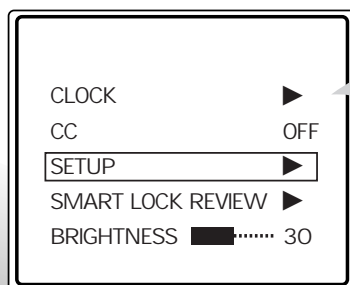 CLOCK ▶
CC OFF
SETUP ▶
SMART LOCK REVIEW ▶
BRIGHTNESS 30